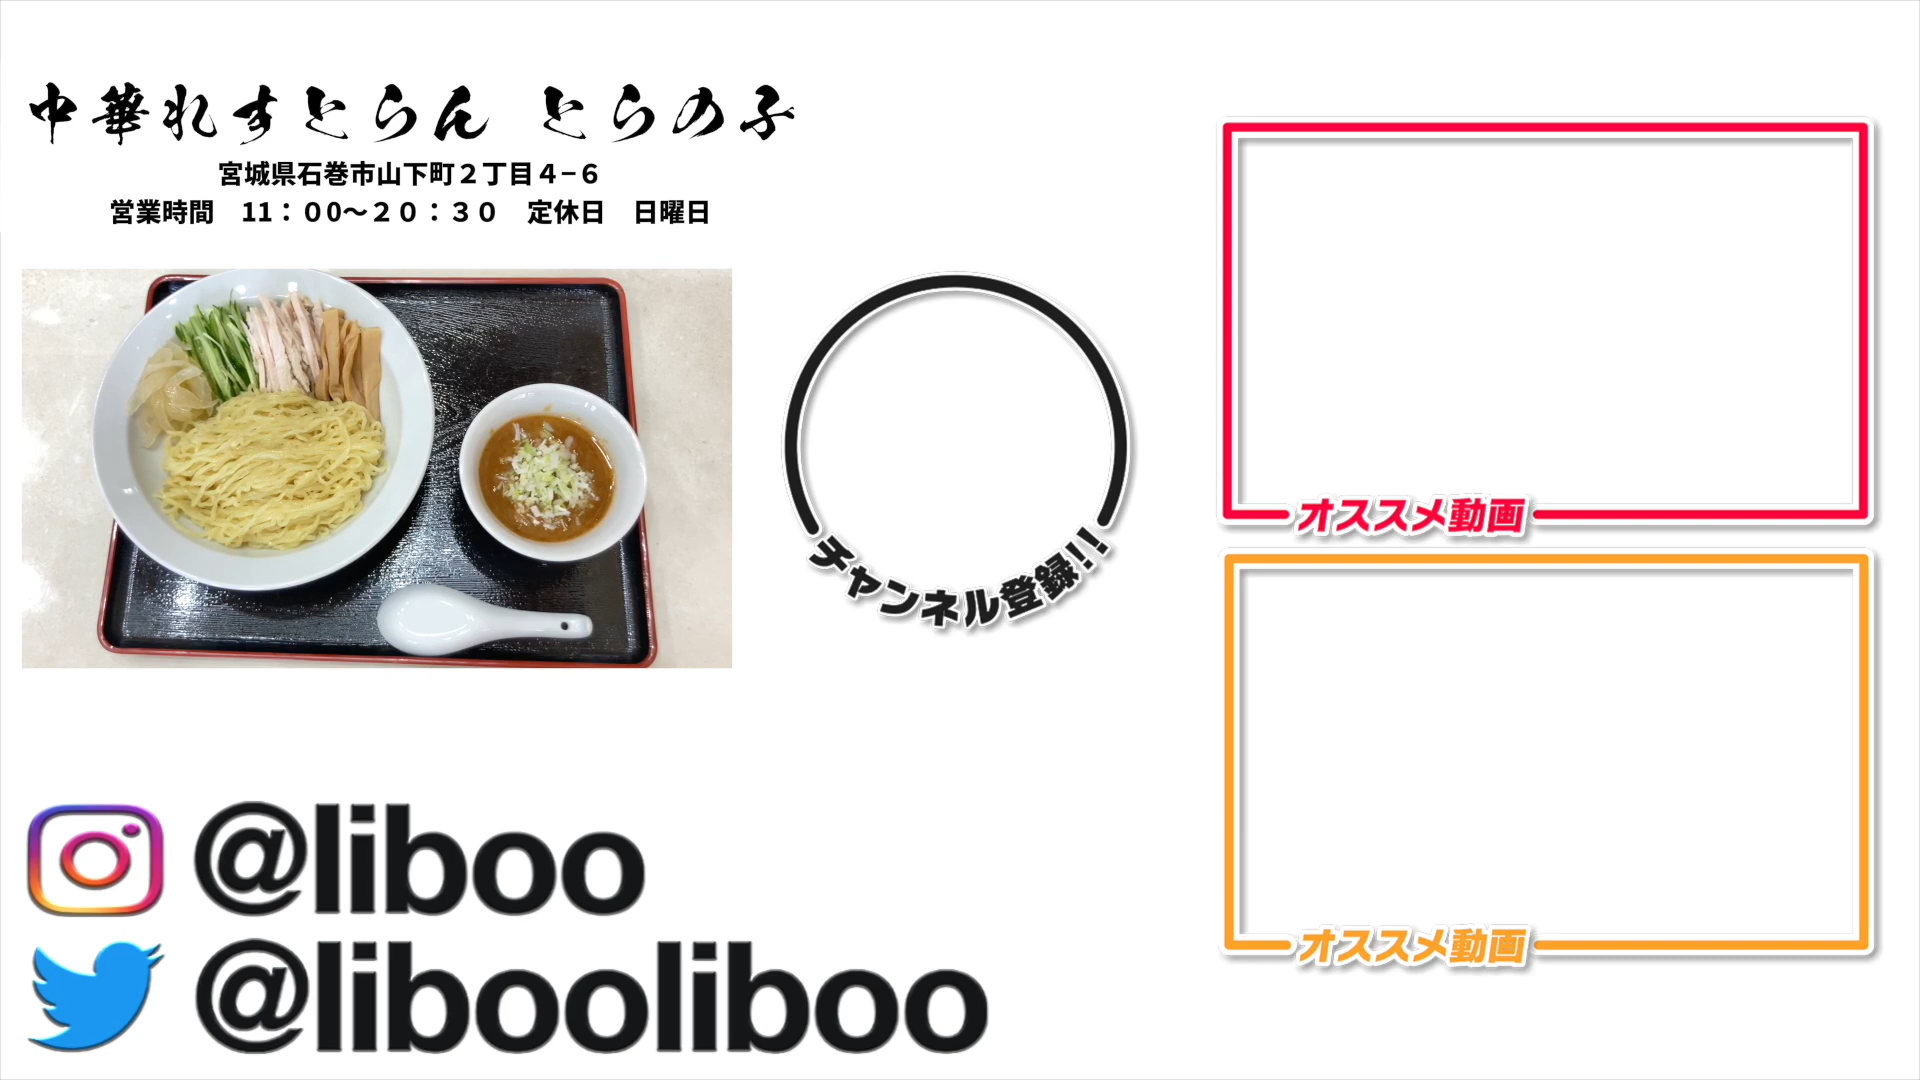 中華れすとらん とらの子
宮城県石巻市山下町２丁目４−６
営業時間　11：００〜２０：３０　定休日　日曜日
チャンネル登録!!
オススメ動画
オススメ動画
@liboo
@libooliboo